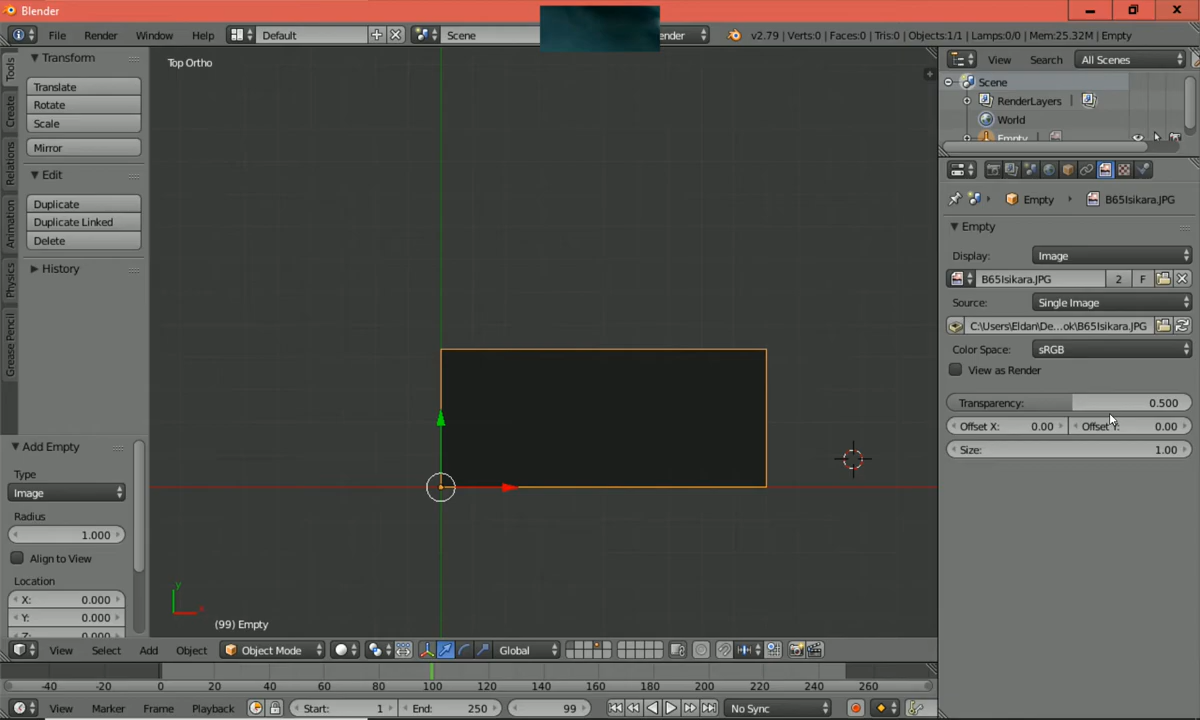 Blender
File Render Window Help Default Scene ender v2.79 | Verts:0 | Faces:0 | Tris:0 | Objects:1/1 | Lamps:0/0 | Mem:25.32M | Empty
Tools
Create
Relations
Animation
Physics
Grease Pencil
Transform
Translate
Rotate
Scale
Mirror
Edit
Duplicate
Duplicate Linked
Delete
History
Add Empty
Type
Image
Radius
1.000
Align to View
Location
X: 0.000
Y: 0.000
Z: 0.000
Top Ortho
y
x
(99) Empty
View Select Add Object Object Mode Global
-40 -20 0 20 40 60 80 100 120 140 160 180 200 220 240 260
View Marker Frame Playback Start: 1 End: 250 99 No Sync
View Search All Scenes
Scene
RenderLayers |
World
Empty |
Empty B65Isikara.JPG
Empty
Display: Image
B65Isikara.JPG 2 F
Source: Single Image
C:\Users\Eldan\De...ok\B65Isikara.JPG
Color Space: sRGB
View as Render
Transparency: 0.500
Offset X: 0.00 Offset Y: 0.00
Size: 1.00